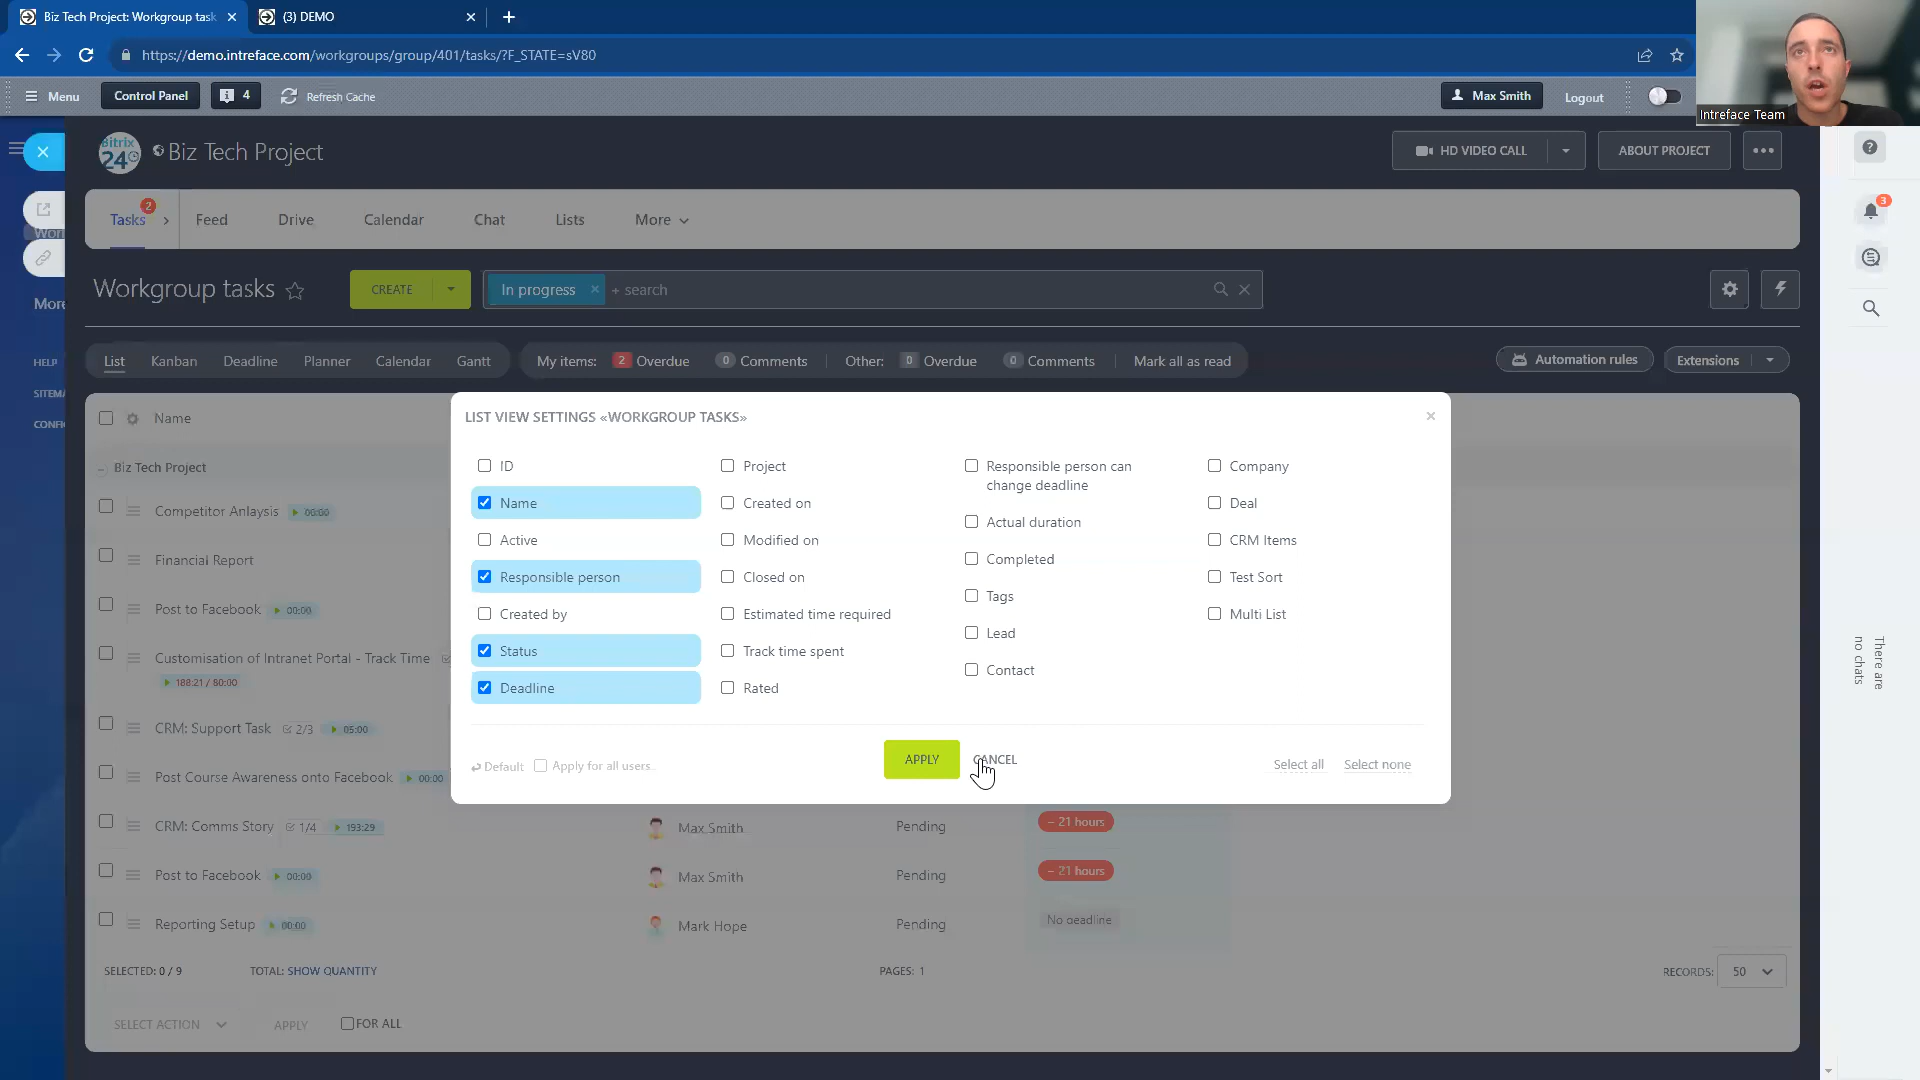 Biz Tech Project: Workgroup task
(3) DEMO
https://demo.intreface.com/workgroups/group/401/tasks/?F_STATE=sV80
Menu
Control Panel
4
Refresh Cache
Max Smith
Logout
Intreface Team
Bitrix
24
Biz Tech Project
HD VIDEO CALL
ABOUT PROJECT
Tasks
2
Feed
Drive
Calendar
Chat
Lists
More
3
Workgroup tasks
CREATE
In progress
+ search
More
HELP
SITEMA
CONFI
List
Kanban
Deadline
Planner
Calendar
Gantt
My items:
2 Overdue
0 Comments
Other:
0 Overdue
0 Comments
Mark all as read
Automation rules
Extensions
Name
Biz Tech Project
LIST VIEW SETTINGS «WORKGROUP TASKS»
ID
Name
Active
Responsible person
Created by
Status
Deadline
Project
Created on
Modified on
Closed on
Estimated time required
Track time spent
Rated
Responsible person can
change deadline
Actual duration
Completed
Tags
Lead
Contact
Company
Deal
CRM Items
Test Sort
Multi List
Default
Apply for all users.
APPLY
CANCEL
Select all
Select none
Competitor Anlaysis 00:00
Financial Report
Post to Facebook 00:00
Customisation of Intranet Portal - Track Time
188:21 / 80:00
CRM: Support Task 2/3 05:00
Post Course Awareness onto Facebook 00:00
CRM: Comms Story 1/4 193:29 Max Smith Pending − 21 hours
Post to Facebook 00:00 Max Smith Pending − 21 hours
Reporting Setup 00:00 Mark Hope Pending No deadline
SELECTED: 0 / 9
TOTAL: SHOW QUANTITY
PAGES: 1
RECORDS: 50
SELECT ACTION
APPLY
FOR ALL
There are
no chats